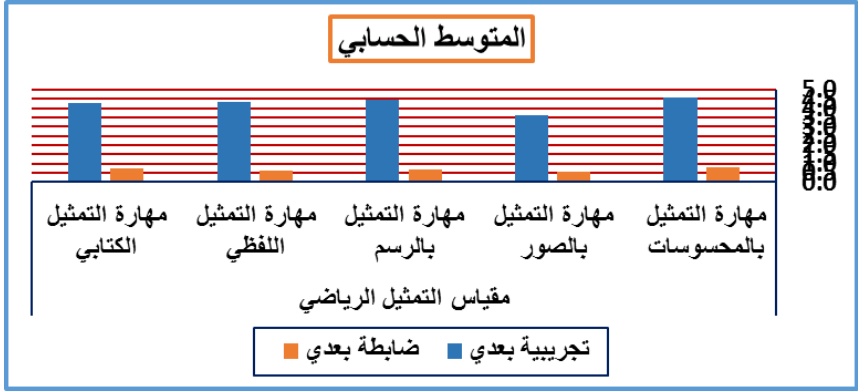 المتوسط الحسابي
5.0
4.5
4.0
3.5
3.0
2.5
2.0
1.5
1.0
0.5
0.0
مهارة التمثيل بالمحسوسات
مهارة التمثيل بالصور
مهارة التمثيل بالرسم
مهارة التمثيل اللفظي
مهارة التمثيل الكتابي
مقياس التمثيل الرياضي
تجريبية بعدي
ضابطة بعدي